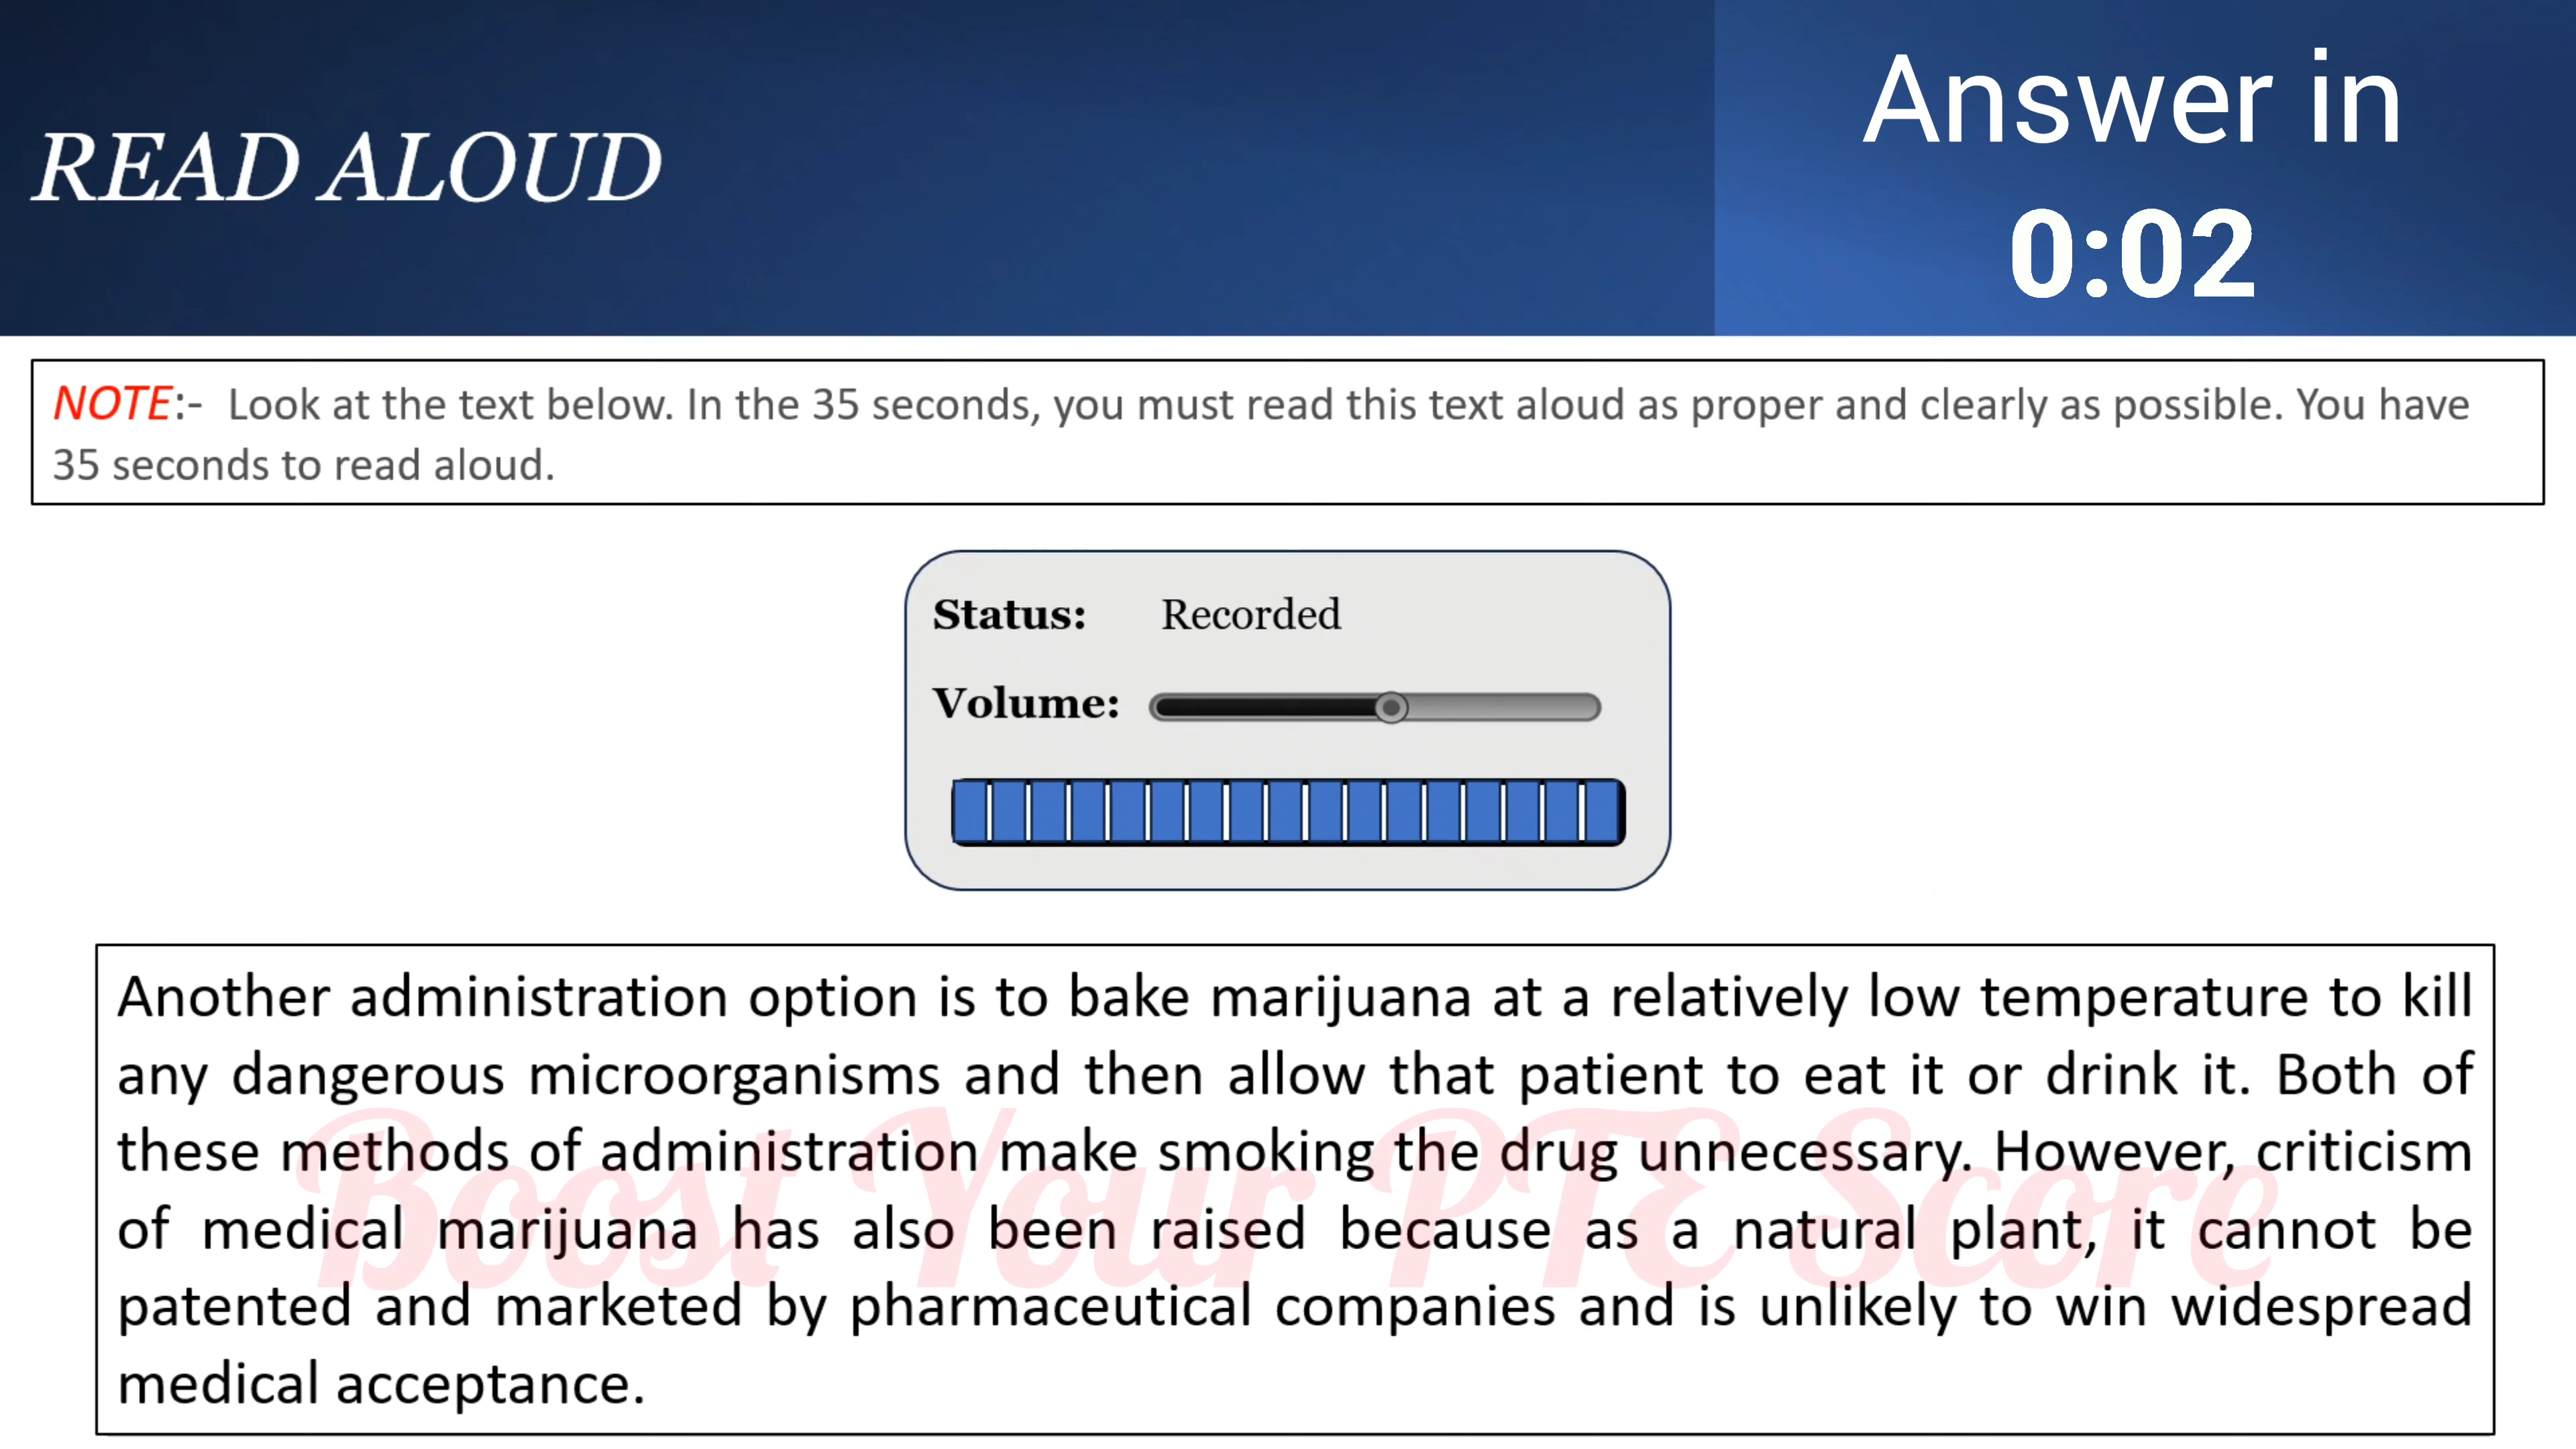 READ ALOUD
Answer in
0:02
NOTE:- Look at the text below. In the 35 seconds, you must read this text aloud as proper and clearly as possible. You have
35 seconds to read aloud.
Status: Recorded
Volume:
Another administration option is to bake marijuana at a relatively low temperature to kill
any dangerous microorganisms and then allow that patient to eat it or drink it. Both of
these methods of administration make smoking the drug unnecessary. However, criticism
of medical marijuana has also been raised because as a natural plant, it cannot be
patented and marketed by pharmaceutical companies and is unlikely to win widespread
medical acceptance.
Boost Your PTE Score